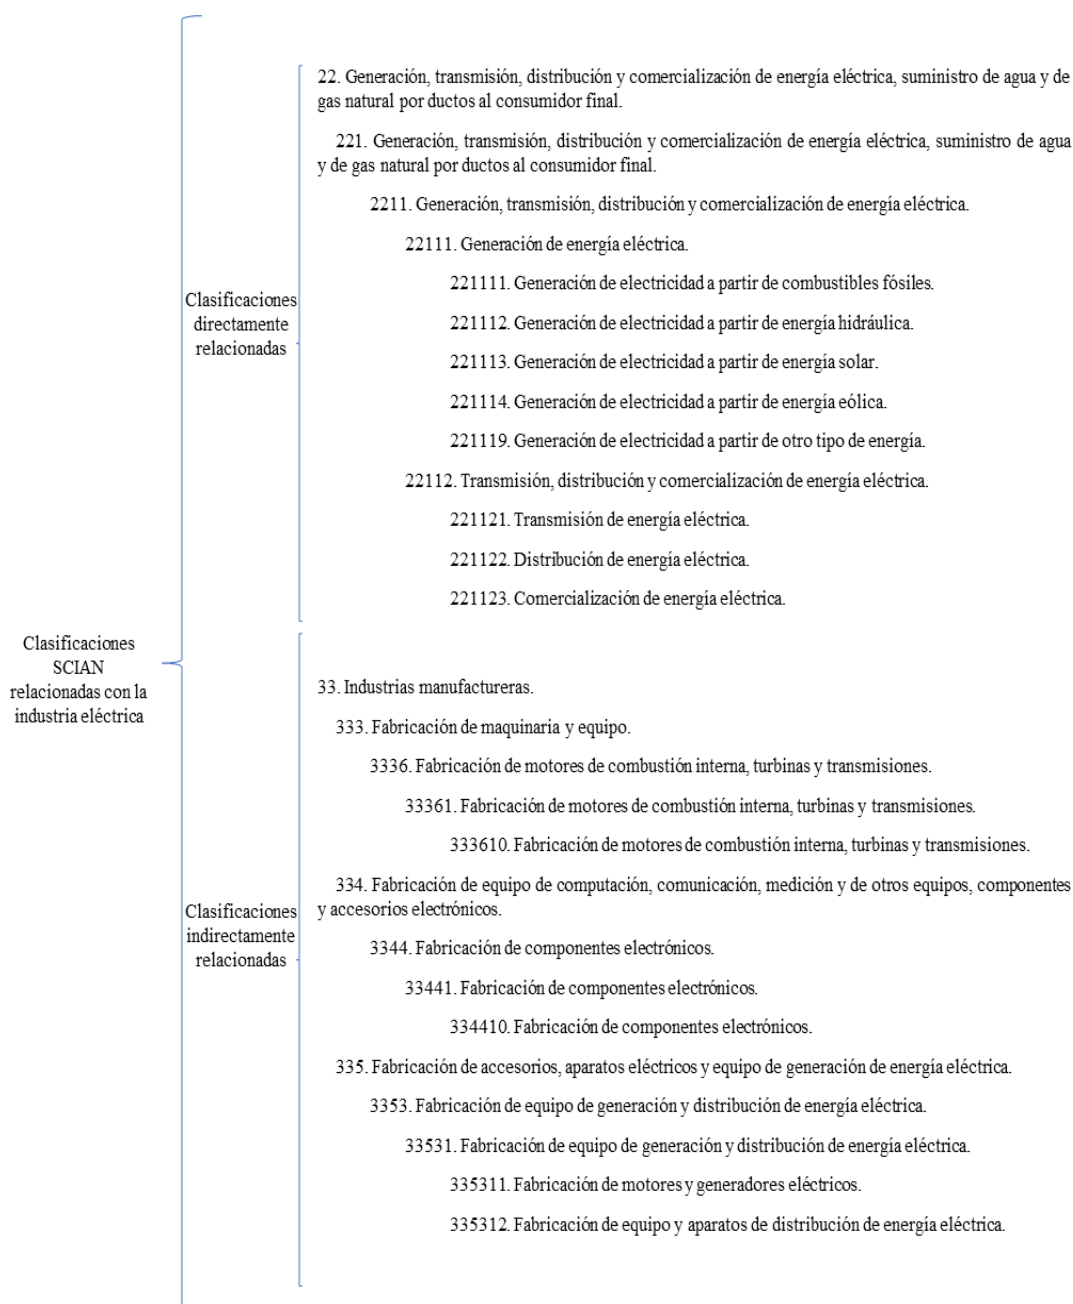 22. Generación, transmisión, distribución y comercialización de energía eléctrica, suministro de agua y de
gas natural por ductos al consumidor final.
221. Generación, transmisión, distribución y comercialización de energía eléctrica, suministro de agua
y de gas natural por ductos al consumidor final.
2211. Generación, transmisión, distribución y comercialización de energía eléctrica.
22111. Generación de energía eléctrica.
221111. Generación de electricidad a partir de combustibles fósiles.
221112. Generación de electricidad a partir de energía hidráulica.
221113. Generación de electricidad a partir de energía solar.
221114. Generación de electricidad a partir de energía eólica.
221119. Generación de electricidad a partir de otro tipo de energía.
22112. Transmisión, distribución y comercialización de energía eléctrica.
221121. Transmisión de energía eléctrica.
221122. Distribución de energía eléctrica.
221123. Comercialización de energía eléctrica.
Clasificaciones
directamente
relacionadas
Clasificaciones
SCIAN
relacionadas con la
industria eléctrica
33. Industrias manufactureras.
333. Fabricación de maquinaria y equipo.
3336. Fabricación de motores de combustión interna, turbinas y transmisiones.
33361. Fabricación de motores de combustión interna, turbinas y transmisiones.
333610. Fabricación de motores de combustión interna, turbinas y transmisiones.
334. Fabricación de equipo de computación, comunicación, medición y de otros equipos, componentes
y accesorios electrónicos.
3344. Fabricación de componentes electrónicos.
33441. Fabricación de componentes electrónicos.
334410. Fabricación de componentes electrónicos.
335. Fabricación de accesorios, aparatos eléctricos y equipo de generación de energía eléctrica.
3353. Fabricación de equipo de generación y distribución de energía eléctrica.
33531. Fabricación de equipo de generación y distribución de energía eléctrica.
335311. Fabricación de motores y generadores eléctricos.
335312. Fabricación de equipo y aparatos de distribución de energía eléctrica.
Clasificaciones
indirectamente
relacionadas